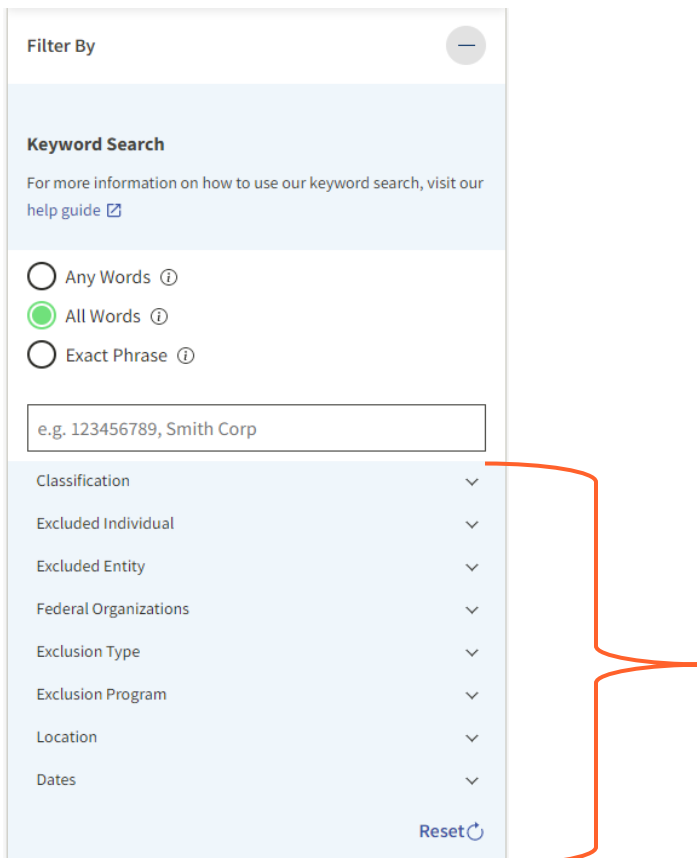 Filter By
Keyword Search
For more information on how to use our keyword search, visit our
help guide
Any Words
All Words
Exact Phrase
e.g. 123456789, Smith Corp
Classification
Excluded Individual
Excluded Entity
Federal Organizations
Exclusion Type
Exclusion Program
Location
Dates
Reset